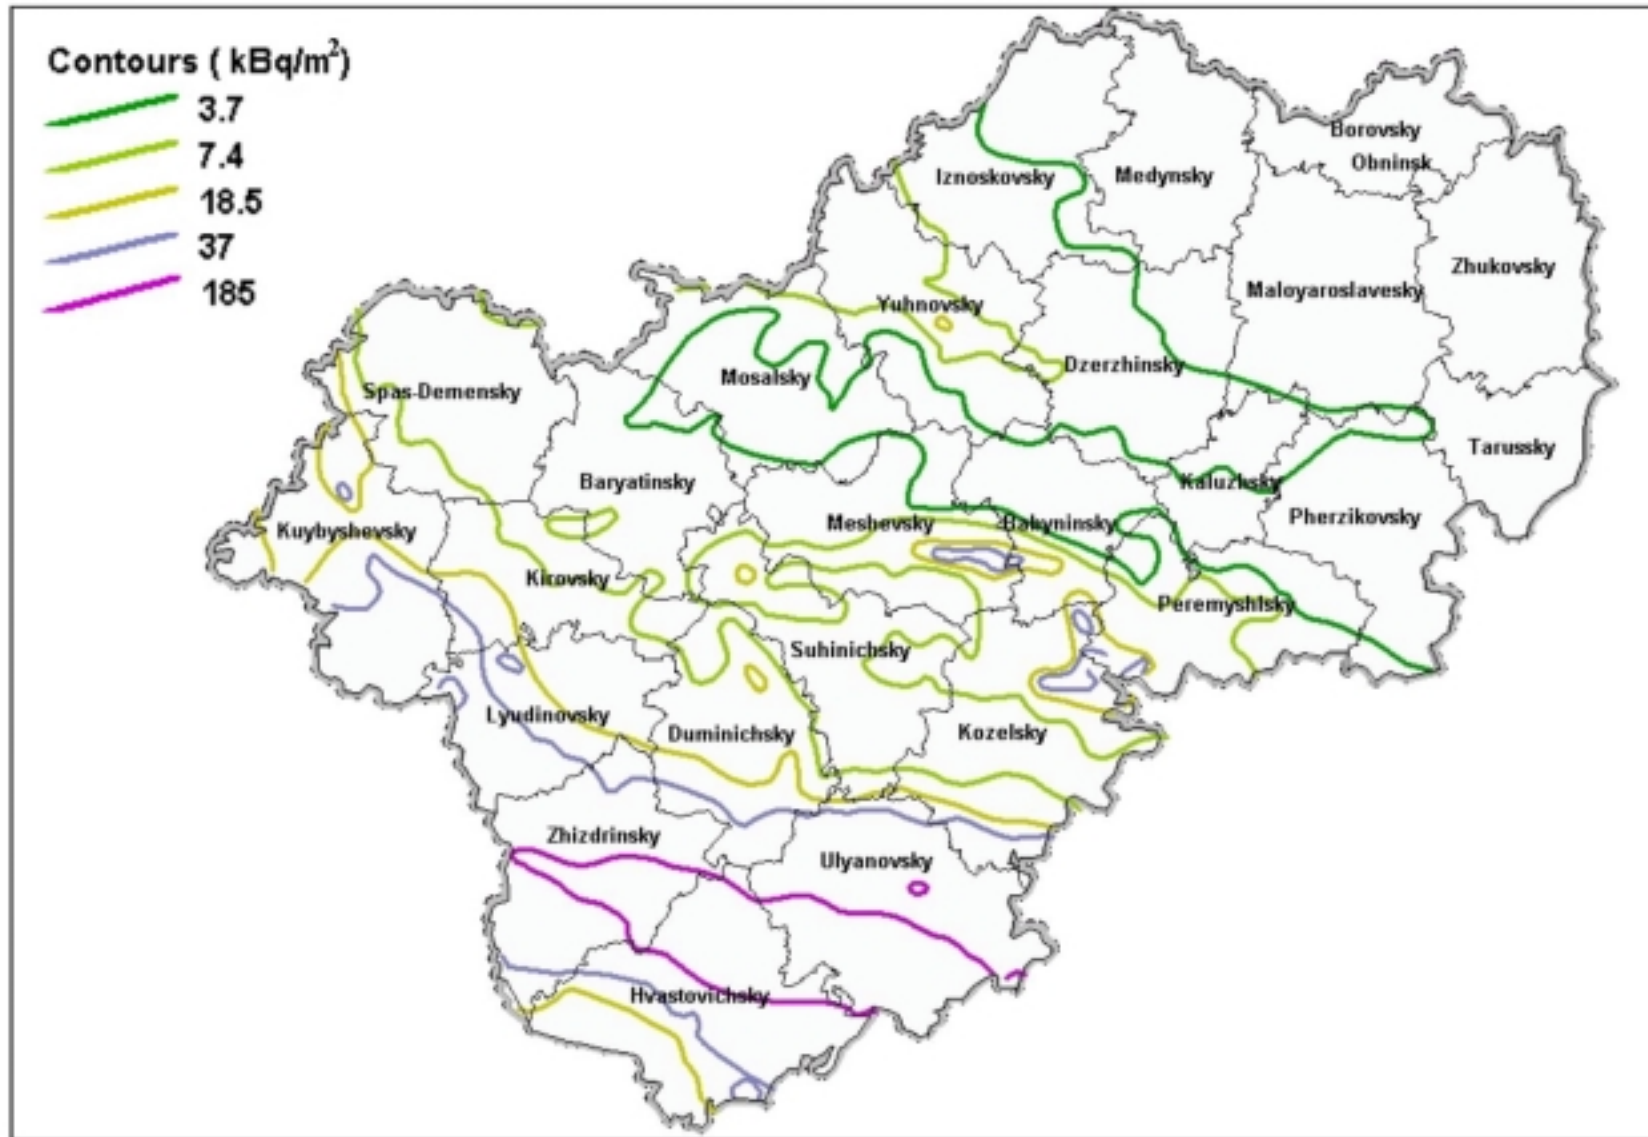 Contours ( kBq/m²)
3.7
7.4
18.5
37
185
Borovsky
Obninsk
Iznoskovsky
Medynsky
Zhukovsky
Maloyaroslavesky
Yuhnovsky
Dzerzhinsky
Mosalsky
Spas-Demensky
Tarussky
Baryatinsky
Kaluzhsky
Pherzikovsky
Meshevsky
Babyninsky
Kuybyshevsky
Kirovsky
Peremyshlsky
Suhinichsky
Lyudinovsky
Duminichsky
Kozelsky
Zhizdrinsky
Ulyanovsky
Hvastovichsky